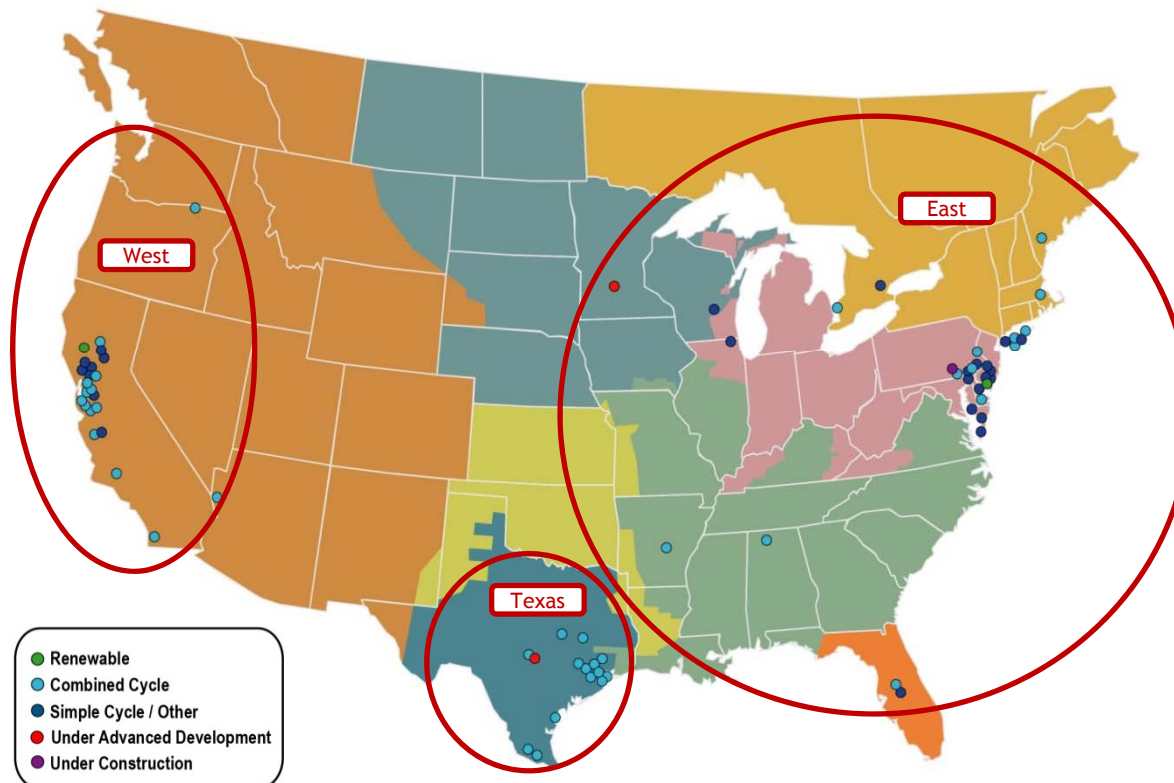 East
West
Texas
Renewable
Combined Cycle
Simple Cycle / Other
Under Advanced Development
Under Construction